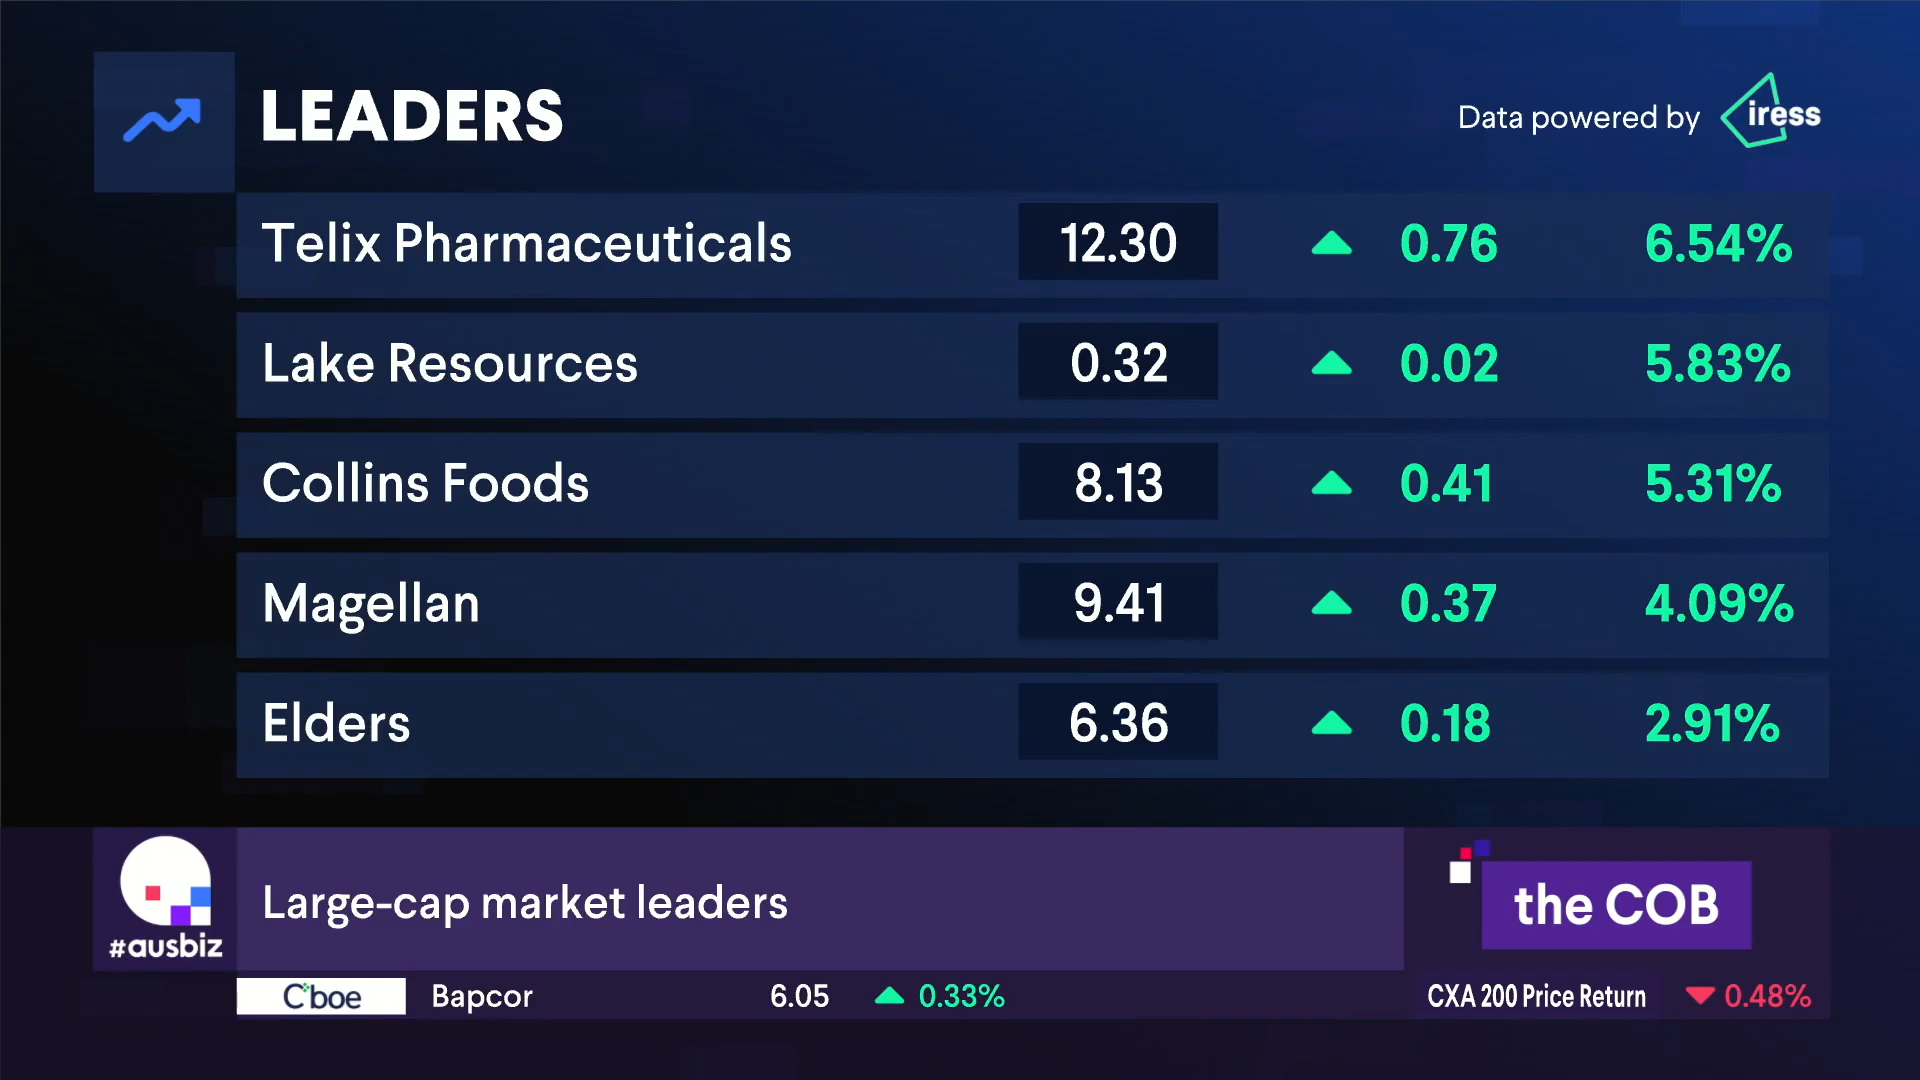 LEADERS
Data powered by iress
Telix Pharmaceuticals 12.30 ▲ 0.76 6.54%
Lake Resources 0.32 ▲ 0.02 5.83%
Collins Foods 8.13 ▲ 0.41 5.31%
Magellan 9.41 ▲ 0.37 4.09%
Elders 6.36 ▲ 0.18 2.91%
Large-cap market leaders
the COB
#ausbiz
Cboe Bapcor 6.05 ▲ 0.33% CXA 200 Price Return ▼ 0.48%